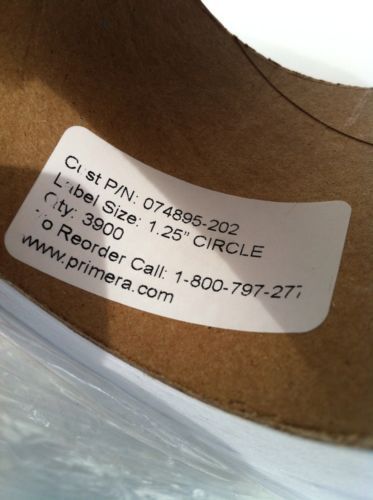 Cust P/N: 074895-202
Label Size: 1.25" CIRCLE
Qty: 3900
To Reorder Call: 1-800-797-277
www.primera.com